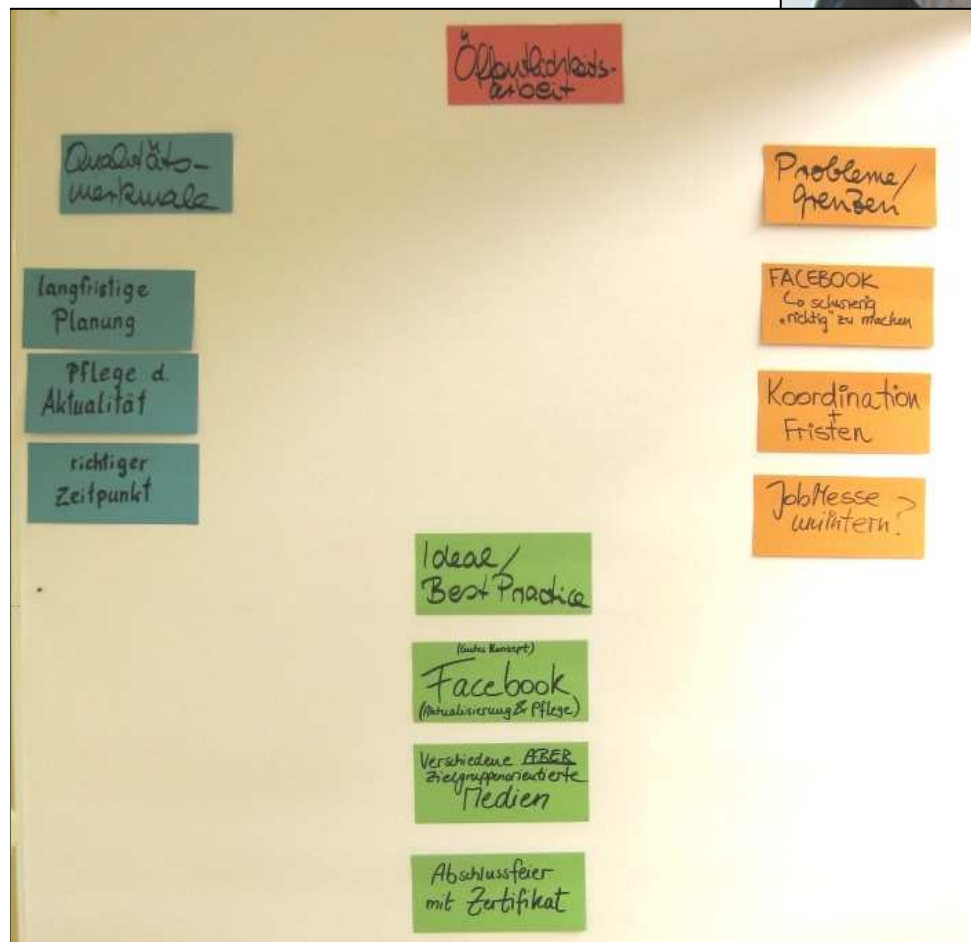 Öffentlichkeits-
arbeit
Qualitäts-
merkmale
langfristige
Planung
Pflege d.
Aktualität
richtiger
Zeitpunkt
Ideal/
Best Practice
(Gutes Konzept)
Facebook
(Aktualisierung & Pflege)
Verschiedene ABER
zielgruppenorientierte
Medien
Abschlussfeier
mit Zertifikat
Probleme/
Grenzen
FACEBOOK
↳ schwierig
„richtig" zu machen
Koordination
+
Fristen
JobMesse
uniintern?